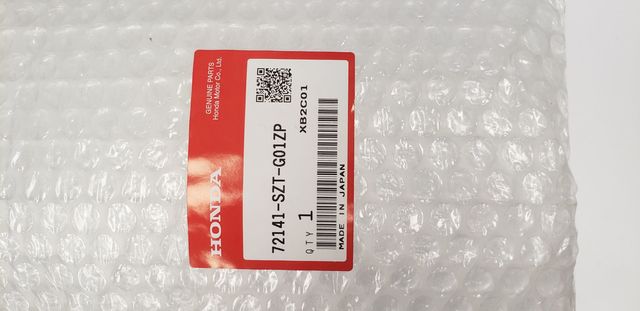 GENUINE PARTS
Honda Motor Co., Ltd.
HONDA
72141-SZT-G01ZP
XB2C01
QTY 1
MADE IN JAPAN